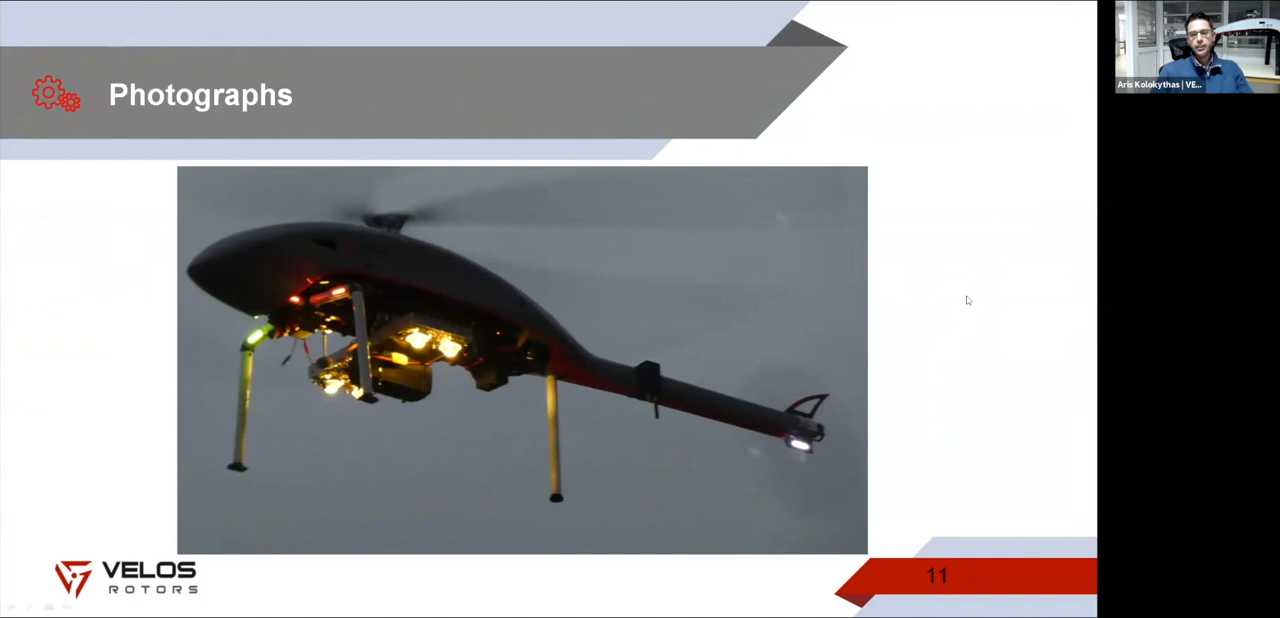 Photographs
Aris Kolokythas | VE...
VELOS
ROTORS
11